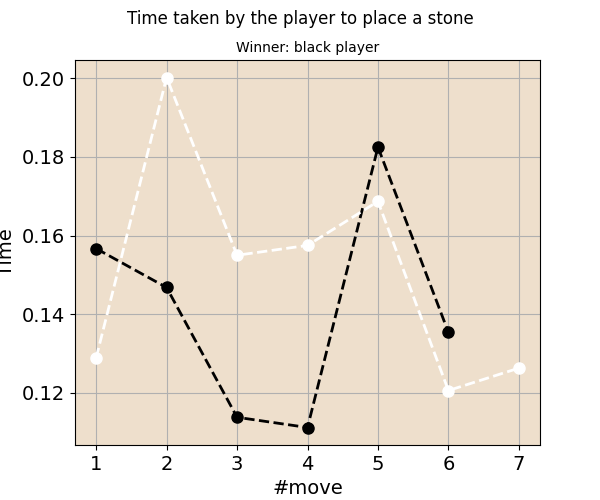 Time taken by the player to place a stone
Winner: black player
0.20
0.18
0.16
0.14
0.12
Time
1 2 3 4 5 6 7
#move